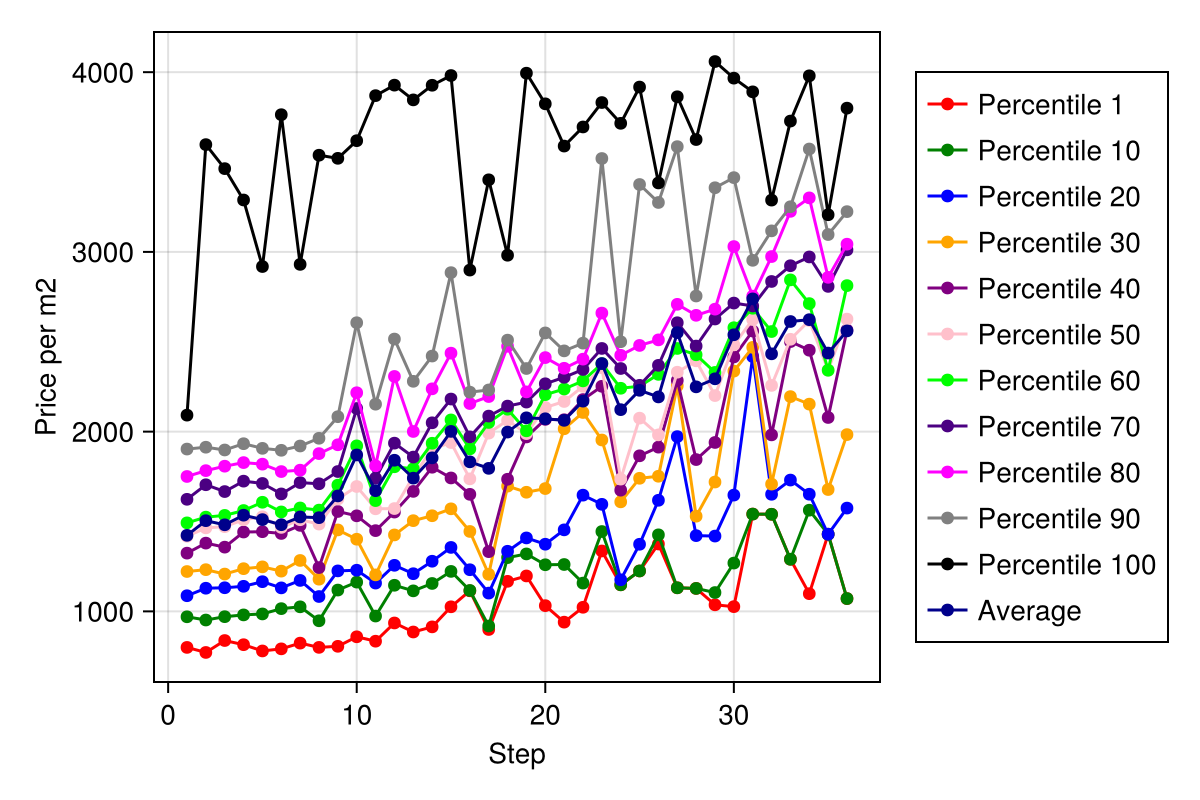 4000
3000
2000
1000
Price per m2
0 10 20 30
Step
Percentile 1
Percentile 10
Percentile 20
Percentile 30
Percentile 40
Percentile 50
Percentile 60
Percentile 70
Percentile 80
Percentile 90
Percentile 100
Average